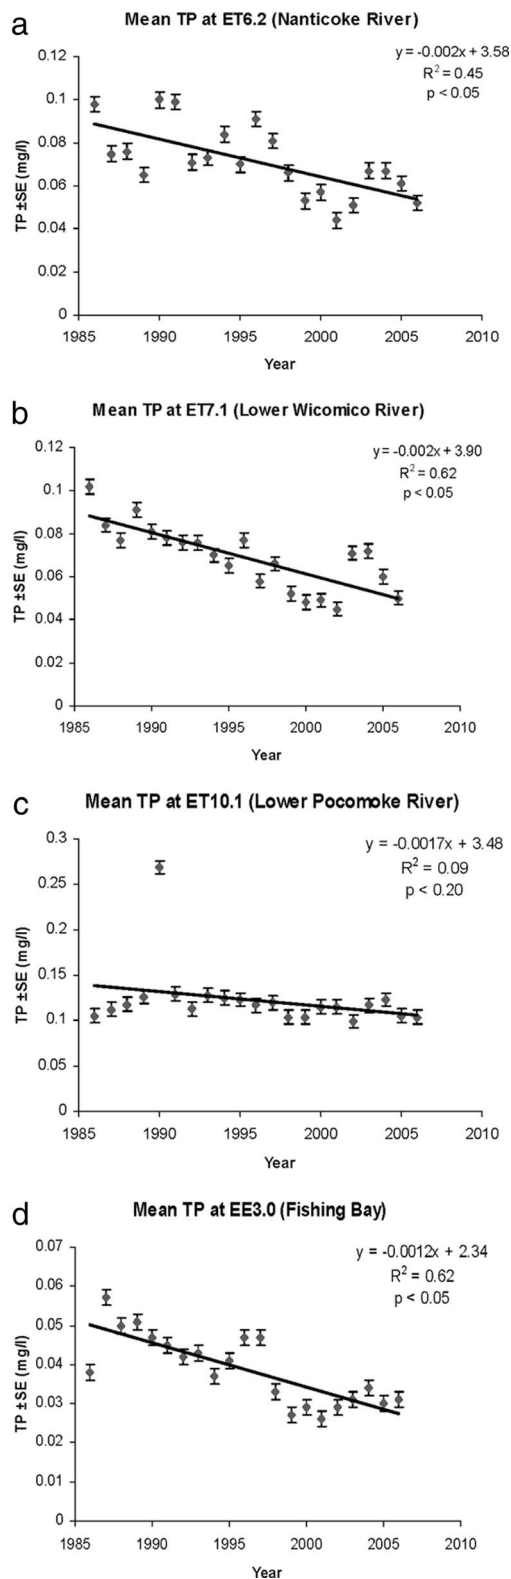 a
Mean TP at ET6.2 (Nanticoke River)
y = -0.002x + 3.58
R² = 0.45
p < 0.05
TP ±SE (mg/l)
0.12
0.1
0.08
0.06
0.04
0.02
0
1985 1990 1995 2000 2005 2010
Year
b
Mean TP at ET7.1 (Lower Wicomico River)
y = -0.002x + 3.90
R² = 0.62
p < 0.05
TP ±SE (mg/l)
0.12
0.1
0.08
0.06
0.04
0.02
0
1985 1990 1995 2000 2005 2010
Year
c
Mean TP at ET10.1 (Lower Pocomoke River)
y = -0.0017x + 3.48
R² = 0.09
p < 0.20
TP ±SE (mg/l)
0.3
0.25
0.2
0.15
0.1
0.05
0
1985 1990 1995 2000 2005 2010
Year
d
Mean TP at EE3.0 (Fishing Bay)
y = -0.0012x + 2.34
R² = 0.62
p < 0.05
TP ±SE (mg/l)
0.07
0.06
0.05
0.04
0.03
0.02
0.01
0
1985 1990 1995 2000 2005 2010
Year